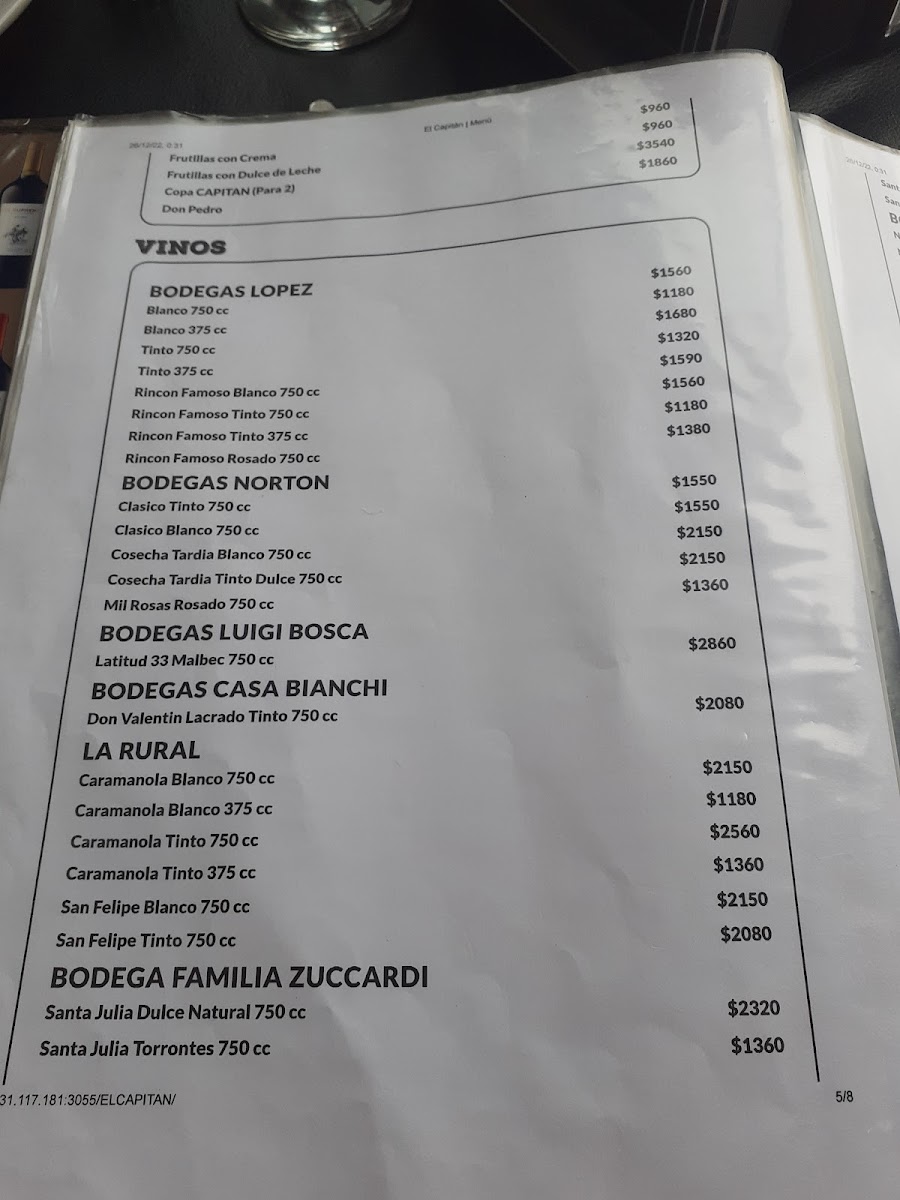 26/12/22, 0:31 El Capitán | Menú
Frutillas con Crema $960
Frutillas con Dulce de Leche $960
Copa CAPITAN (Para 2) $3540
Don Pedro $1860
VINOS
BODEGAS LOPEZ
Blanco 750 cc $1560
Blanco 375 cc $1180
Tinto 750 cc $1680
Tinto 375 cc $1320
Rincon Famoso Blanco 750 cc $1590
Rincon Famoso Tinto 750 cc $1560
Rincon Famoso Tinto 375 cc $1180
Rincon Famoso Rosado 750 cc $1380
BODEGAS NORTON
Clasico Tinto 750 cc $1550
Clasico Blanco 750 cc $1550
Cosecha Tardia Blanco 750 cc $2150
Cosecha Tardia Tinto Dulce 750 cc $2150
Mil Rosas Rosado 750 cc $1360
BODEGAS LUIGI BOSCA
Latitud 33 Malbec 750 cc $2860
BODEGAS CASA BIANCHI
Don Valentin Lacrado Tinto 750 cc $2080
LA RURAL
Caramanola Blanco 750 cc $2150
Caramanola Blanco 375 cc $1180
Caramanola Tinto 750 cc $2560
Caramanola Tinto 375 cc $1360
San Felipe Blanco 750 cc $2150
San Felipe Tinto 750 cc $2080
BODEGA FAMILIA ZUCCARDI
Santa Julia Dulce Natural 750 cc $2320
Santa Julia Torrontes 750 cc $1360
31.117.181:3055/ELCAPITAN/ 5/8
26/12/22, 0:31